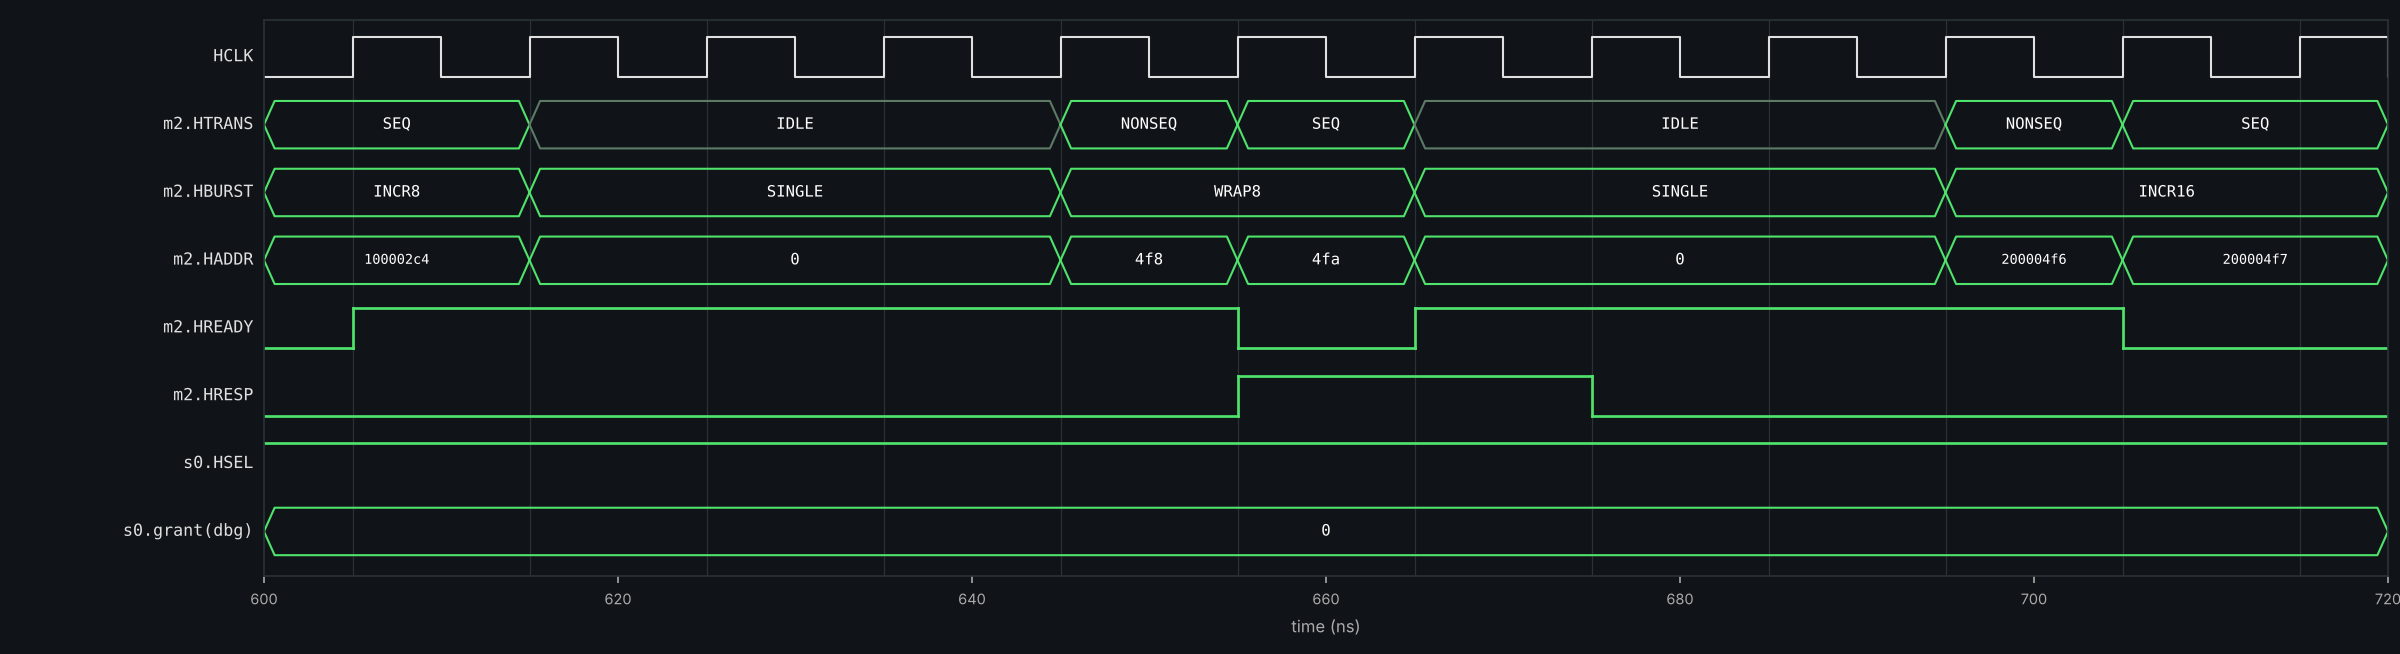 HCLK
m2.HTRANS SEQ IDLE NONSEQ SEQ IDLE NONSEQ SEQ
m2.HBURST INCR8 SINGLE WRAP8 SINGLE INCR16
m2.HADDR 100002c4 0 4f8 4fa 0 200004f6 200004f7
m2.HREADY
m2.HRESP
s0.HSEL
s0.grant(dbg) 0
600 620 640 660 680 700 720
time (ns)